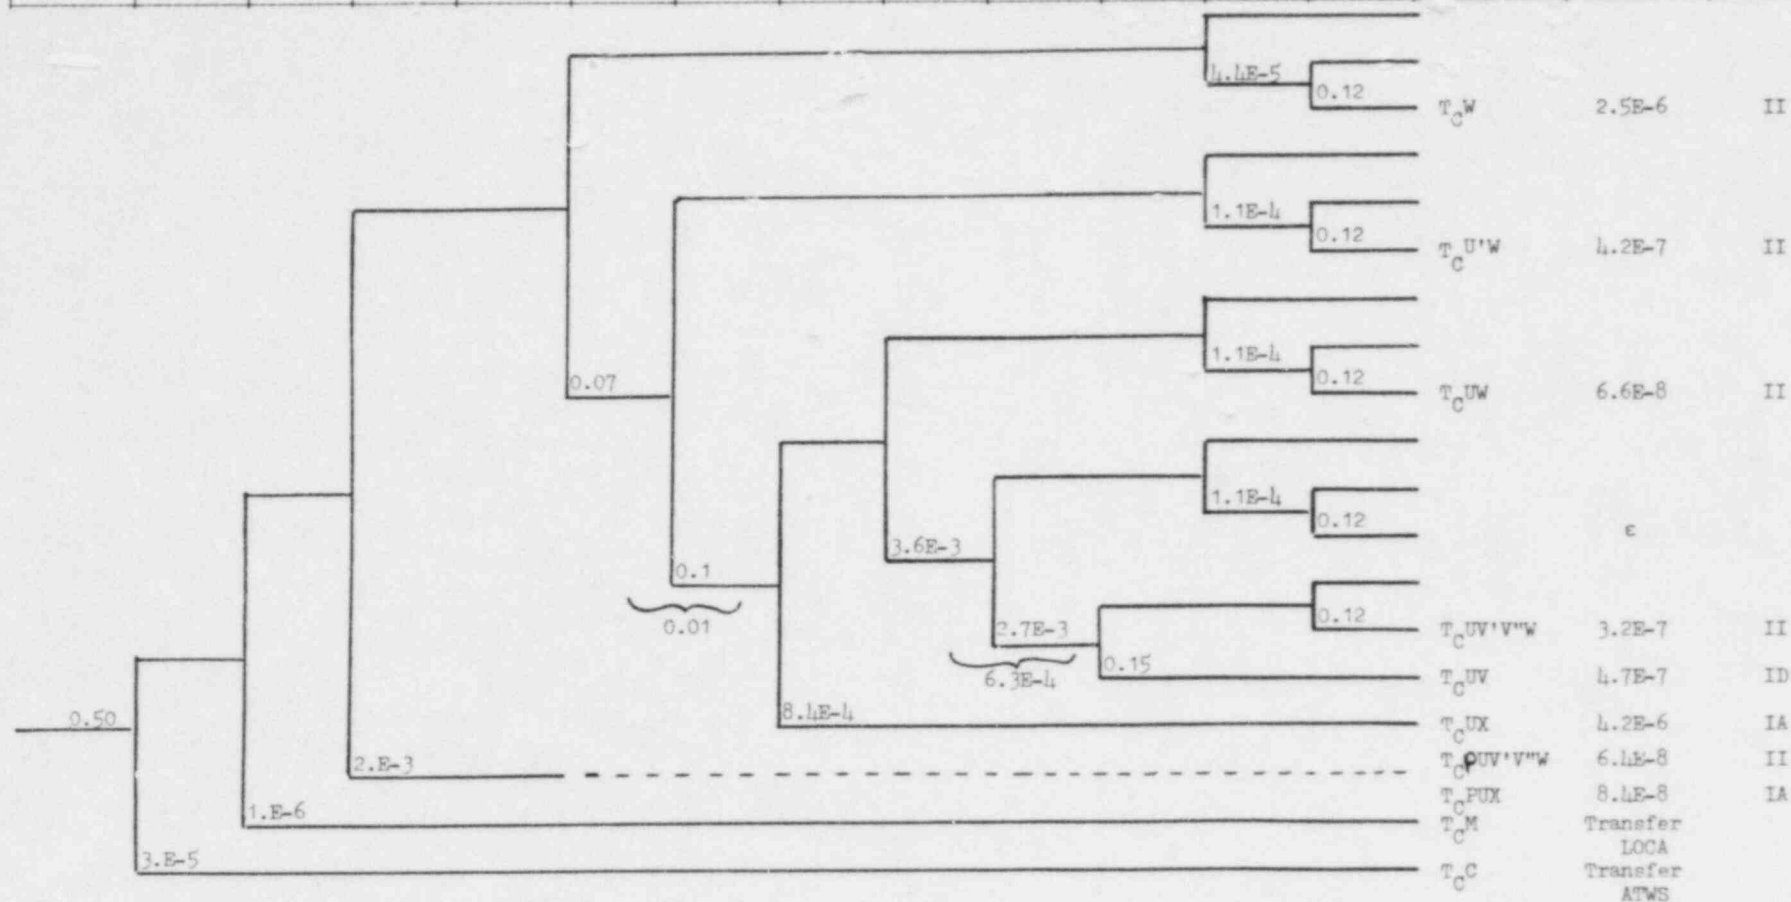 4.4E-5
0.12
T_CW 2.5E-6 II
1.1E-4
0.12
T_CU'W 4.2E-7 II
1.1E-4
0.07
0.12
T_CUW 6.6E-8 II
1.1E-4
0.12
ε
3.6E-3
0.1
0.01
0.12
2.7E-3
T_CUV'V"W 3.2E-7 II
0.15
6.3E-4
T_CUV 4.7E-7 ID
0.50
8.4E-4
T_CUX 4.2E-6 IA
2.E-3
T_CPUV'V"W 6.4E-8 II
T_CPUX 8.4E-8 IA
1.E-6
T_CM Transfer
LOCA
3.E-5
T_CC Transfer
ATWS